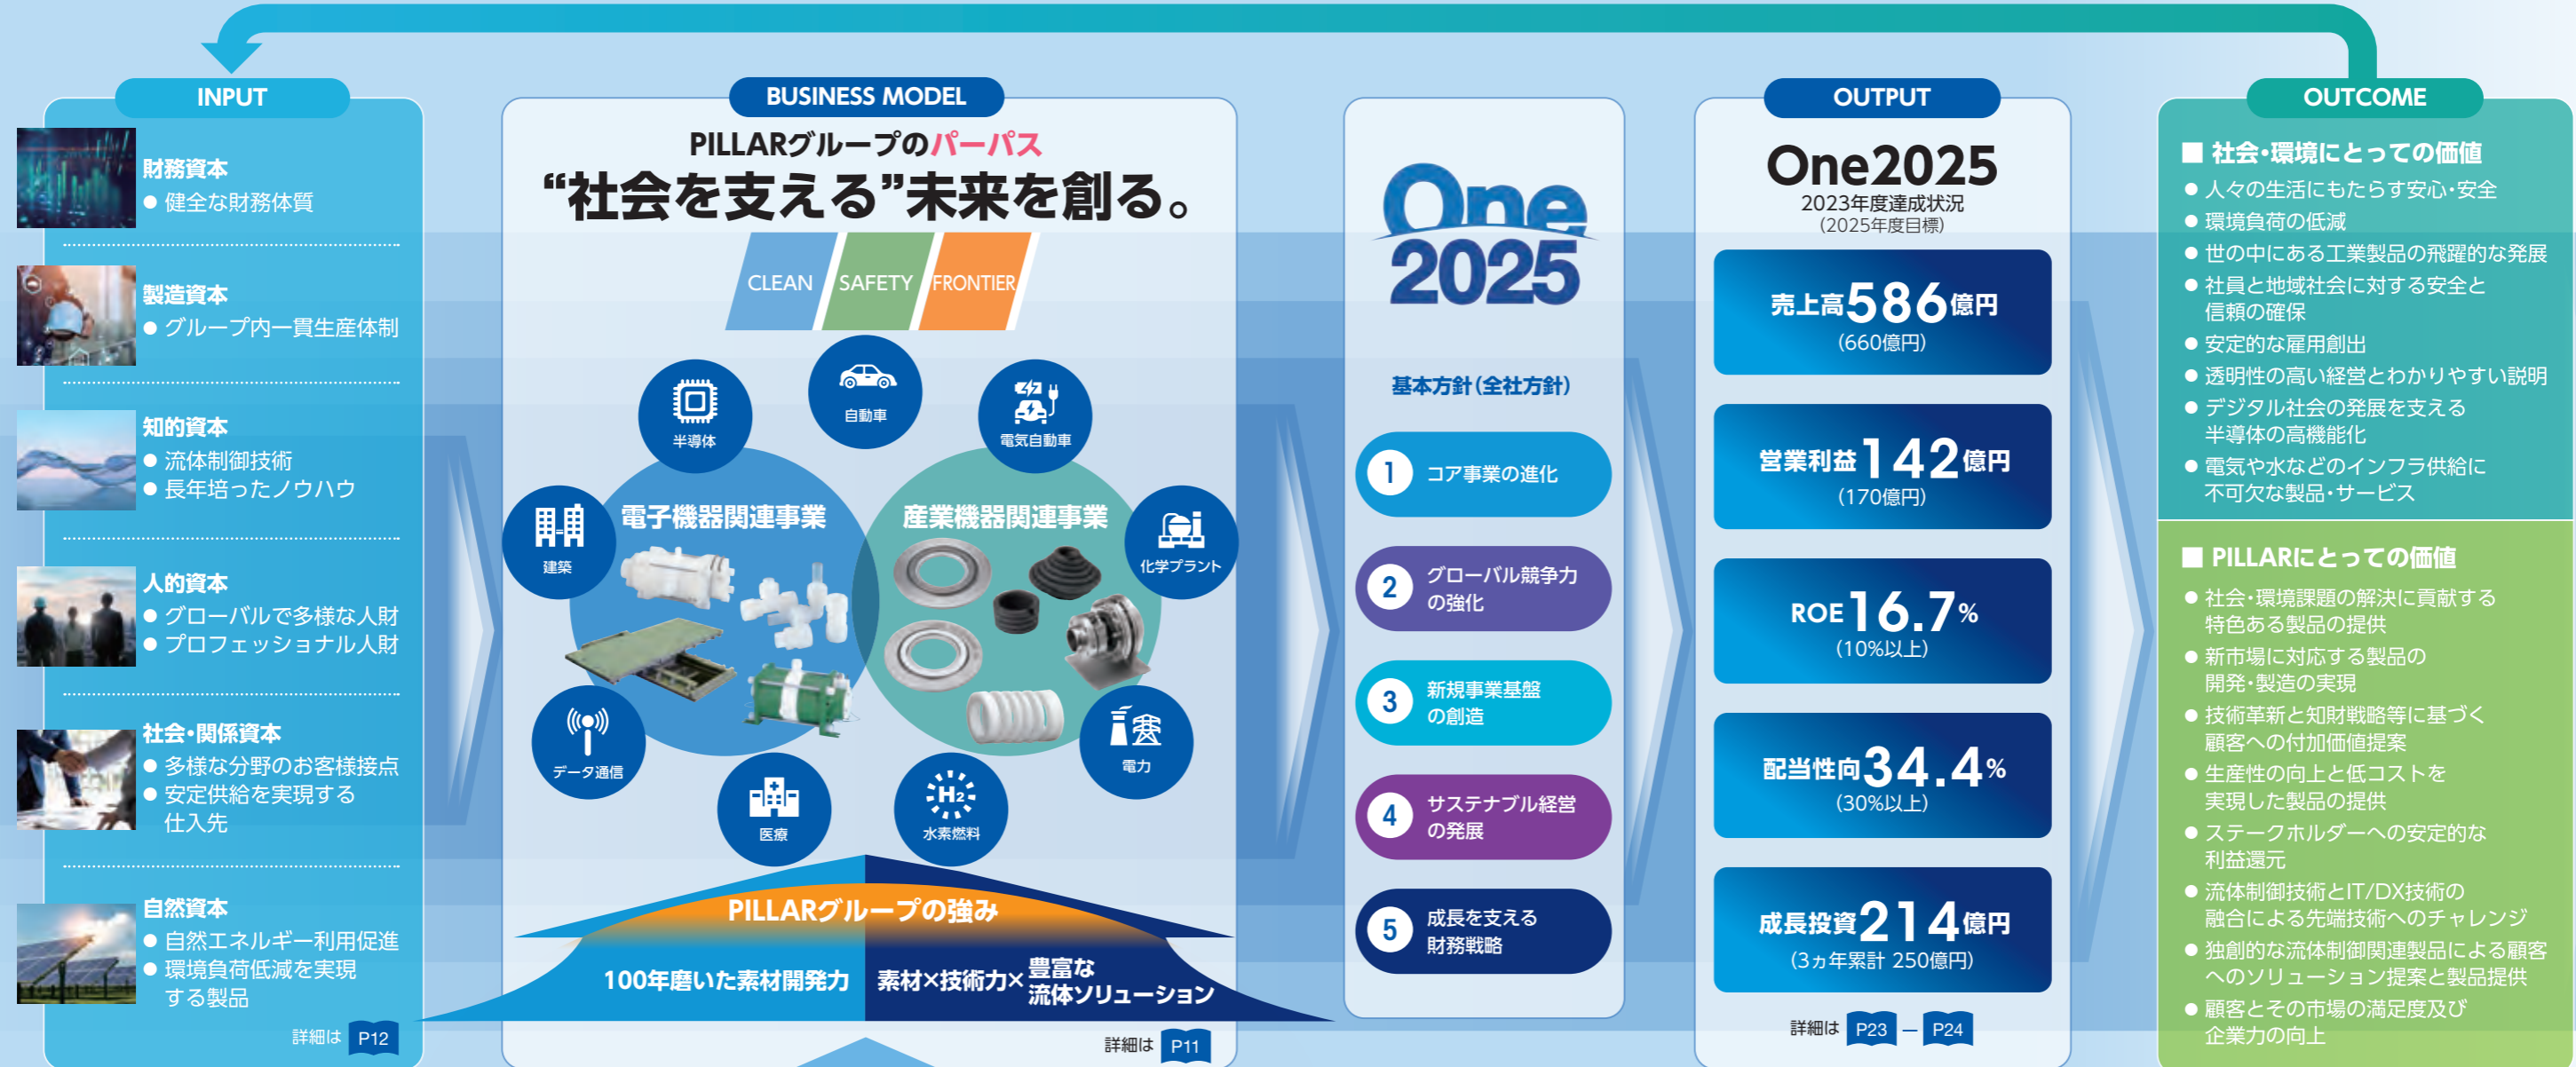 INPUT
財務資本
● 健全な財務体質
製造資本
● グループ内一貫生産体制
知的資本
● 流体制御技術
● 長年培ったノウハウ
人的資本
● グローバルで多様な人財
● プロフェッショナル人財
社会・関係資本
● 多様な分野のお客様接点
● 安定供給を実現する
仕入先
自然資本
● 自然エネルギー利用促進
● 環境負荷低減を実現
する製品
詳細は P12
BUSINESS MODEL
PILLARグループのパーパス
“社会を支える”未来を創る。
CLEAN SAFETY FRONTIER
自動車
半導体
電気自動車
電子機器関連事業
産業機器関連事業
建築
化学プラント
データ通信
電力
医療
H2
水素燃料
PILLARグループの強み
100年磨いた素材開発力
素材×技術力×豊富な
流体ソリューション
詳細は P11
One
2025
基本方針（全社方針）
1 コア事業の進化
2 グローバル競争力
の強化
3 新規事業基盤
の創造
4 サステナブル経営
の発展
5 成長を支える
財務戦略
OUTPUT
One2025
2023年度達成状況
（2025年度目標）
売上高586億円
（660億円）
営業利益142億円
（170億円）
ROE16.7%
（10%以上）
配当性向34.4%
（30%以上）
成長投資214億円
（3ヵ年累計 250億円）
詳細は P23 — P24
OUTCOME
■ 社会・環境にとっての価値
● 人々の生活にもたらす安心・安全
● 環境負荷の低減
● 世の中にある工業製品の飛躍的な発展
● 社員と地域社会に対する安全と
信頼の確保
● 安定的な雇用創出
● 透明性の高い経営とわかりやすい説明
● デジタル社会の発展を支える
半導体の高機能化
● 電気や水などのインフラ供給に
不可欠な製品・サービス
■ PILLARにとっての価値
● 社会・環境課題の解決に貢献する
特色ある製品の提供
● 新市場に対応する製品の
開発・製造の実現
● 技術革新と知財戦略等に基づく
顧客への付加価値提案
● 生産性の向上と低コストを
実現した製品の提供
● ステークホルダーへの安定的な
利益還元
● 流体制御技術とIT/DX技術の
融合による先端技術へのチャレンジ
● 独創的な流体制御関連製品による顧客
へのソリューション提案と製品提供
● 顧客とその市場の満足度及び
企業力の向上